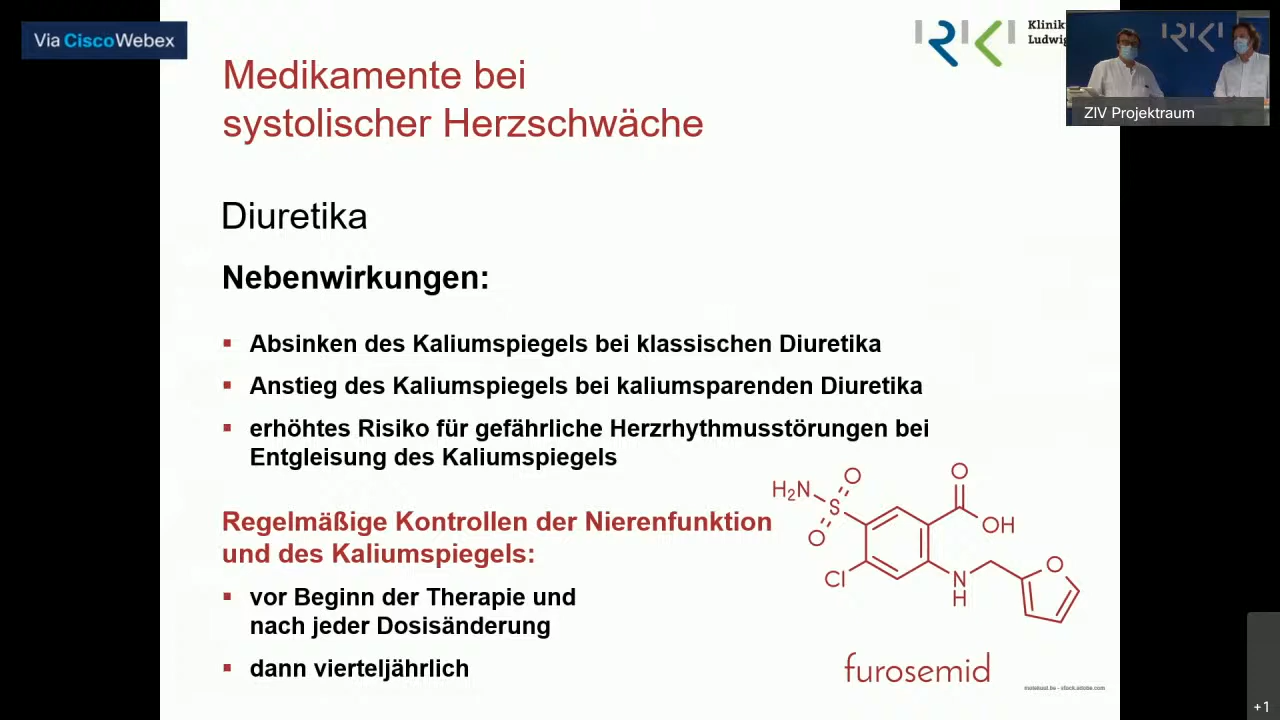 Via CiscoWebex
Klinik
Ludwig
ZIV Projektraum
Medikamente bei
systolischer Herzschwäche
Diuretika
Nebenwirkungen:
Absinken des Kaliumspiegels bei klassischen Diuretika
Anstieg des Kaliumspiegels bei kaliumsparenden Diuretika
erhöhtes Risiko für gefährliche Herzrhythmusstörungen bei
Entgleisung des Kaliumspiegels
Regelmäßige Kontrollen der Nierenfunktion
und des Kaliumspiegels:
vor Beginn der Therapie und
nach jeder Dosisänderung
dann vierteljährlich
H₂N
O
S
O
O
OH
Cl
N
H
O
furosemid
+1